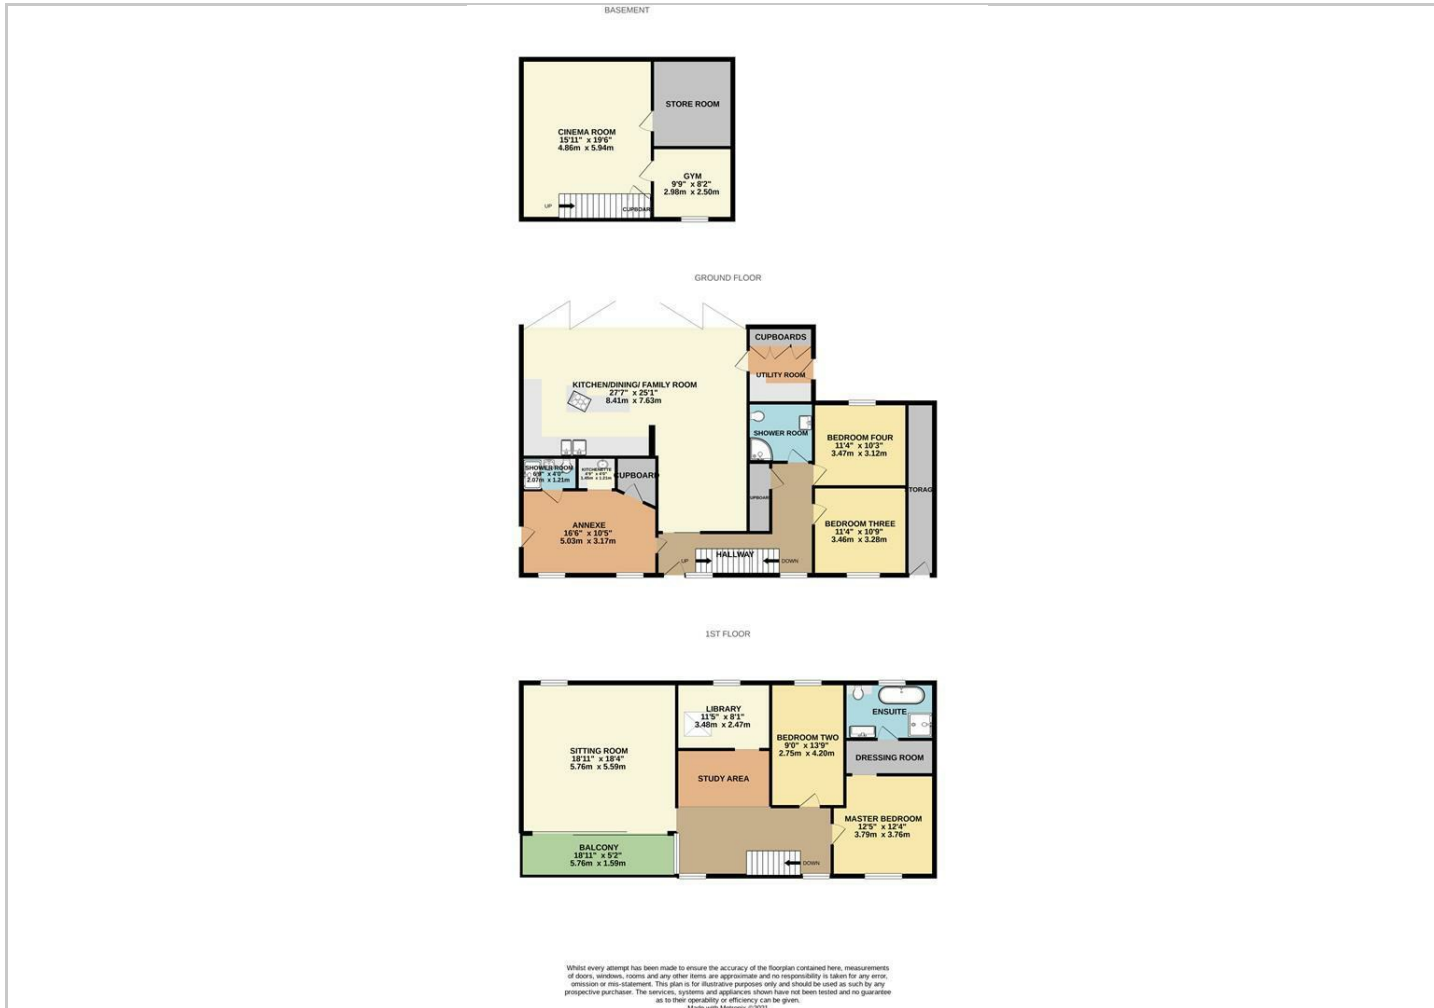 BASEMENT
CINEMA ROOM
15'11" x 19'6"
4.86m x 5.94m
STORE ROOM
GYM
9'9" x 8'2"
2.98m x 2.50m
UP
CUPBOARD
GROUND FLOOR
KITCHEN/DINING/ FAMILY ROOM
27'7" x 25'1"
8.41m x 7.63m
CUPBOARDS
UTILITY ROOM
SHOWER ROOM
BEDROOM FOUR
11'4" x 10'3"
3.47m x 3.12m
STORAGE
SHOWER ROOM
6'9" x 4'0"
2.07m x 1.21m
KITCHENETTE
CUPBOARD
CUPBOARD
ANNEXE
16'6" x 10'5"
5.03m x 3.17m
BEDROOM THREE
11'4" x 10'9"
3.46m x 3.28m
HALLWAY
UP
DOWN
1ST FLOOR
SITTING ROOM
18'11" x 18'4"
5.76m x 5.59m
LIBRARY
11'5" x 8'1"
3.48m x 2.47m
BEDROOM TWO
9'0" x 13'9"
2.75m x 4.20m
ENSUITE
DRESSING ROOM
STUDY AREA
MASTER BEDROOM
12'5" x 12'4"
3.79m x 3.76m
BALCONY
18'11" x 5'2"
5.76m x 1.59m
DOWN
Whilst every attempt has been made to ensure the accuracy of the floorplan contained here, measurements
of doors, windows, rooms and any other items are approximate and no responsibility is taken for any error,
omission or mis-statement. This plan is for illustrative purposes only and should be used as such by any
prospective purchaser. The services, systems and appliances shown have not been tested and no guarantee
as to their operability or efficiency can be given.
Made with Metropix ©2021